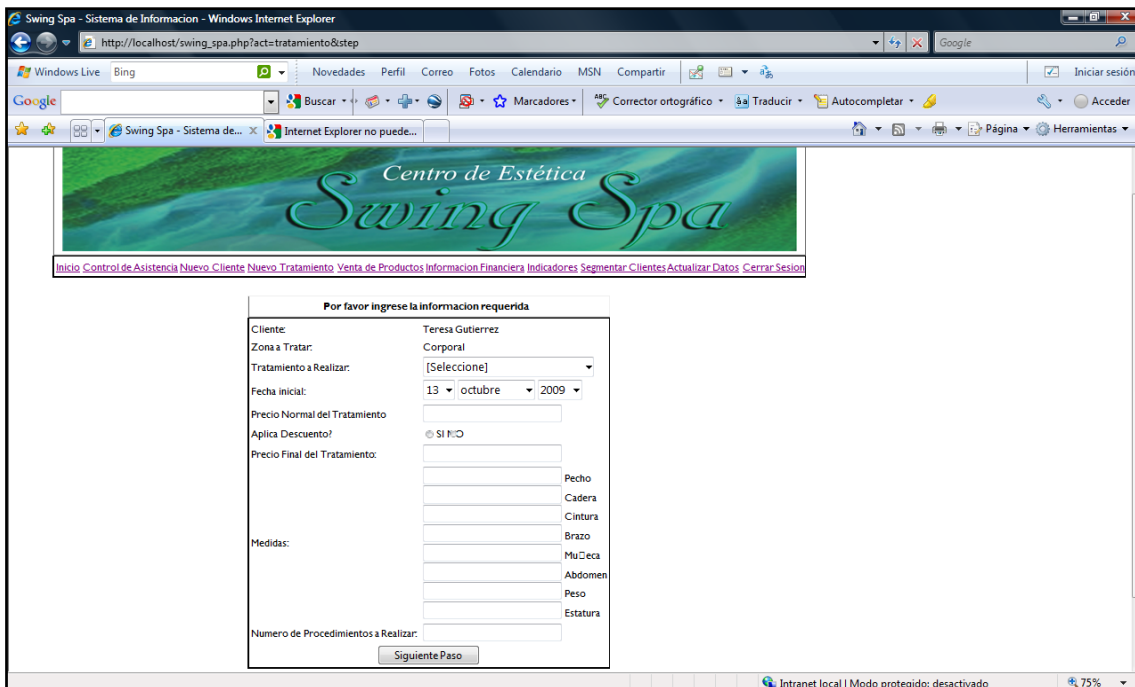 Swing Spa - Sistema de Informacion - Windows Internet Explorer
http://localhost/swing_spa.php?act=tratamiento&step
Google
Windows Live Bing Novedades Perfil Correo Fotos Calendario MSN Compartir Iniciar sesión
Google Buscar Marcadores ABC Corrector ortográfico aa Traducir Autocompletar Acceder
Swing Spa - Sistema de... X Internet Explorer no puede... Página Herramientas
Centro de Estética
Swing Spa
Inicio Control de Asistencia Nuevo Cliente Nuevo Tratamiento Venta de Productos Informacion Financiera Indicadores Segmentar Clientes Actualizar Datos Cerrar Sesion
Por favor ingrese la informacion requerida
Cliente: Teresa Gutierrez
Zona a Tratar: Corporal
Tratamiento a Realizar: [Seleccione]
Fecha inicial: 13 octubre 2009
Precio Normal del Tratamiento
Aplica Descuento? SI NO
Precio Final del Tratamiento:
Pecho
Cadera
Cintura
Brazo
Medidas:
Mu□eca
Abdomen
Peso
Estatura
Numero de Procedimientos a Realizar:
Siguiente Paso
Intranet local | Modo protegido: desactivado 75%